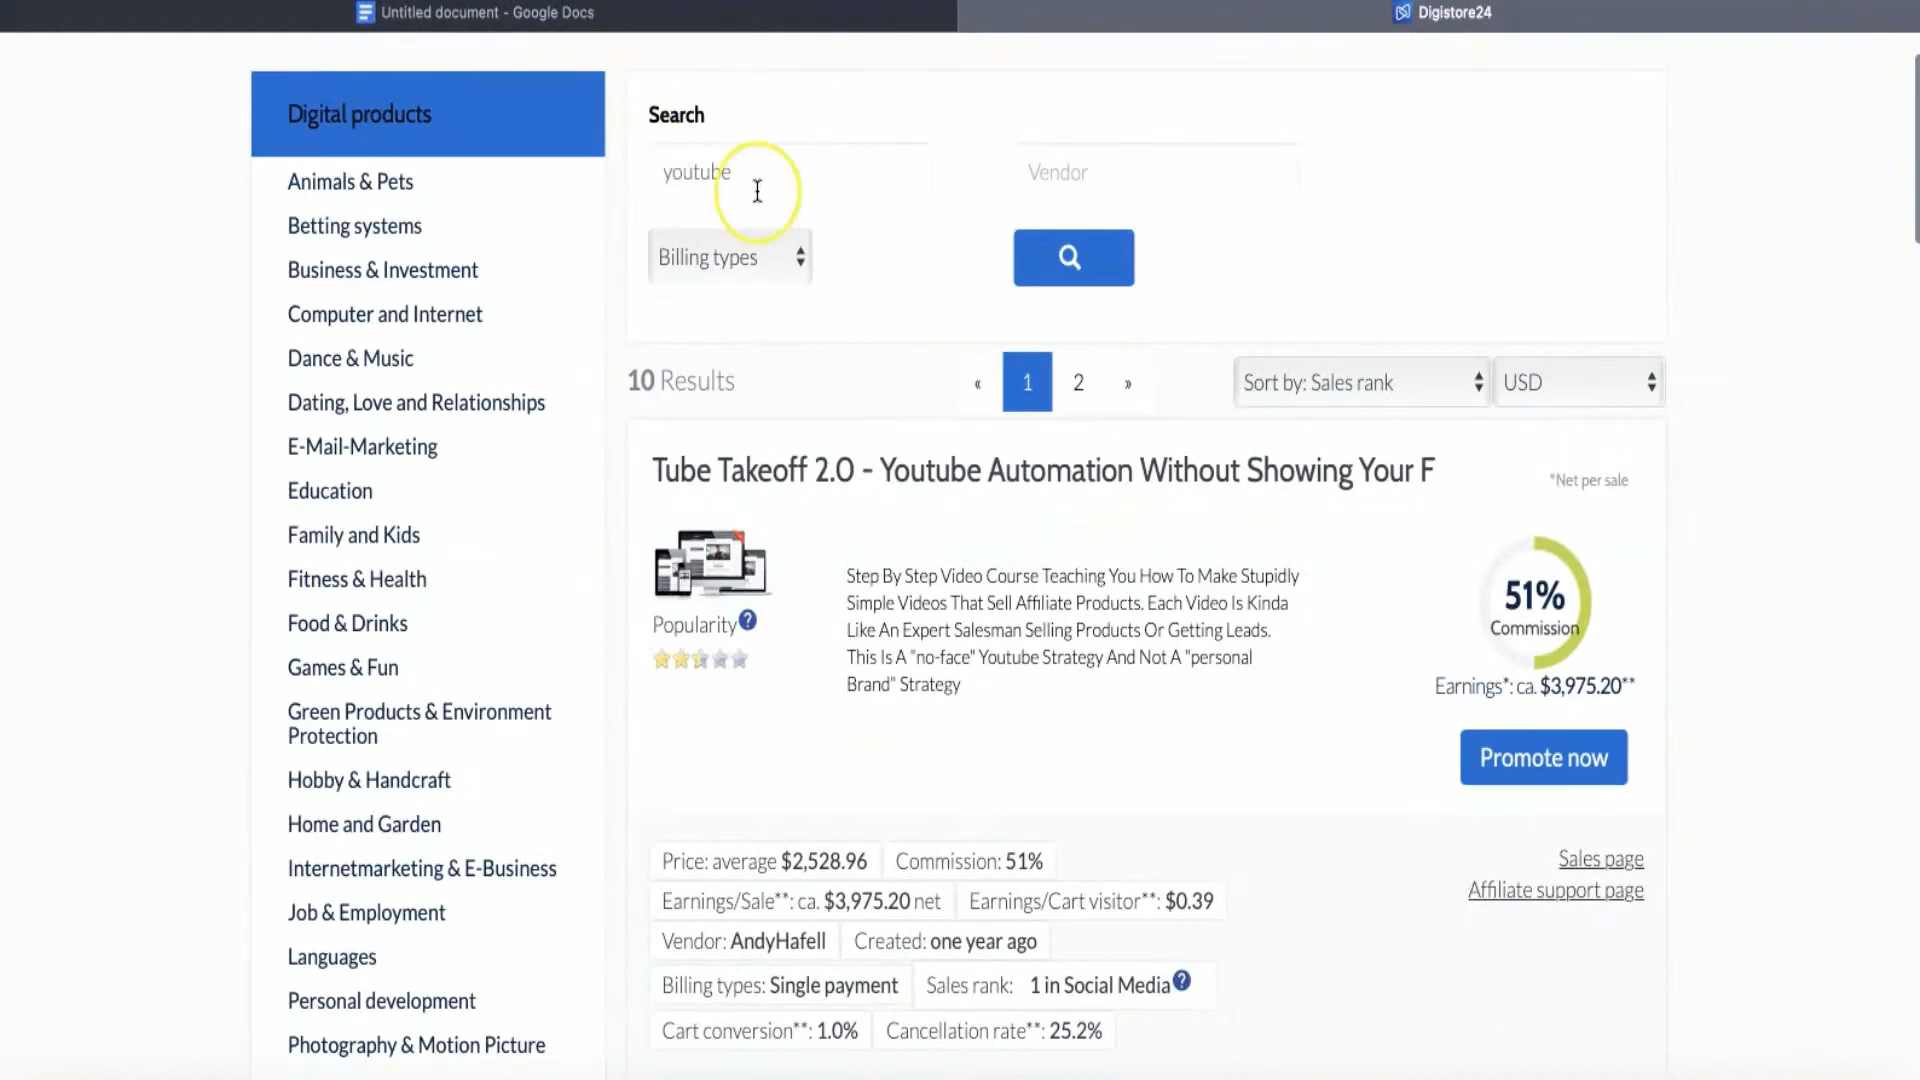 Untitled document - Google Docs
Digistore24
Digital products
Animals & Pets
Betting systems
Business & Investment
Computer and Internet
Dance & Music
Dating, Love and Relationships
E-Mail-Marketing
Education
Family and Kids
Fitness & Health
Food & Drinks
Games & Fun
Green Products & Environment
Protection
Hobby & Handcraft
Home and Garden
Internetmarketing & E-Business
Job & Employment
Languages
Personal development
Photography & Motion Picture
Search
youtube
Vendor
Billing types
10 Results
« 1 2 »
Sort by: Sales rank
USD
Tube Takeoff 2.0 - Youtube Automation Without Showing Your F
*Net per sale
Popularity?
Step By Step Video Course Teaching You How To Make Stupidly
Simple Videos That Sell Affiliate Products. Each Video Is Kinda
Like An Expert Salesman Selling Products Or Getting Leads.
This Is A "no-face" Youtube Strategy And Not A "personal
Brand" Strategy
51%
Commission
Earnings*: ca. $3,975.20**
Promote now
Price: average $2,528.96
Commission: 51%
Earnings/Sale**: ca. $3,975.20 net
Earnings/Cart visitor**: $0.39
Vendor: AndyHafell
Created: one year ago
Billing types: Single payment
Sales rank: 1 in Social Media?
Cart conversion**: 1.0%
Cancellation rate**: 25.2%
Sales page
Affiliate support page